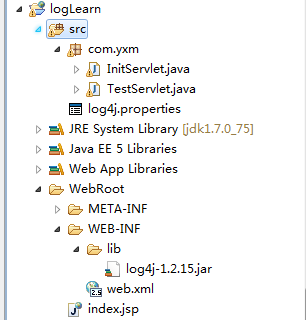 logLearn
src
com.yxm
InitServlet.java
TestServlet.java
log4j.properties
JRE System Library [jdk1.7.0_75]
Java EE 5 Libraries
Web App Libraries
WebRoot
META-INF
WEB-INF
lib
log4j-1.2.15.jar
web.xml
index.jsp